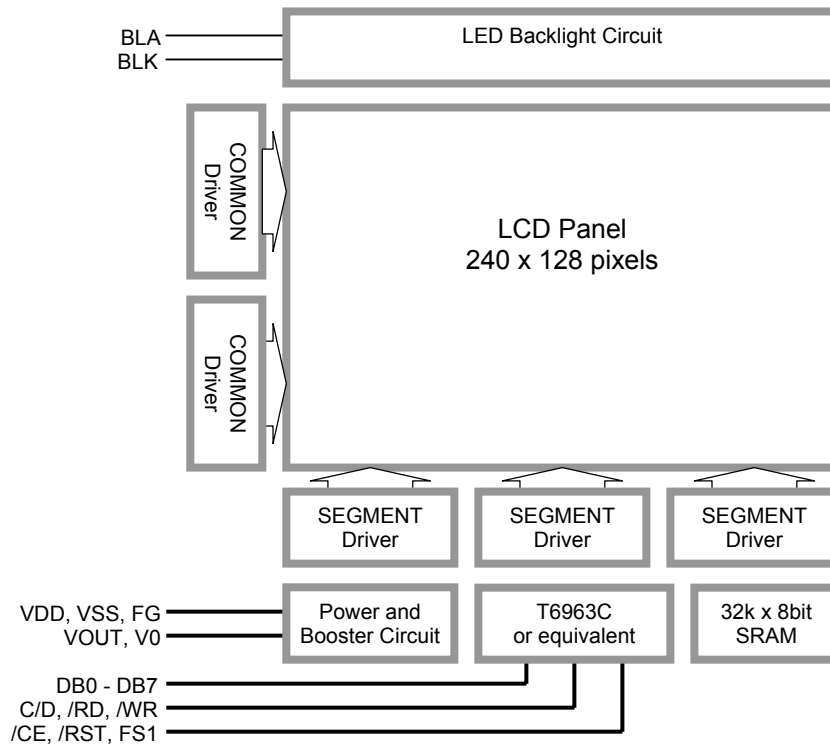 BLA
BLK
LED Backlight Circuit
COMMON
Driver
LCD Panel
240 x 128 pixels
COMMON
Driver
SEGMENT
Driver
SEGMENT
Driver
SEGMENT
Driver
VDD, VSS, FG
VOUT, V0
Power and
Booster Circuit
T6963C
or equivalent
32k x 8bit
SRAM
DB0 - DB7
C/D, /RD, /WR
/CE, /RST, FS1